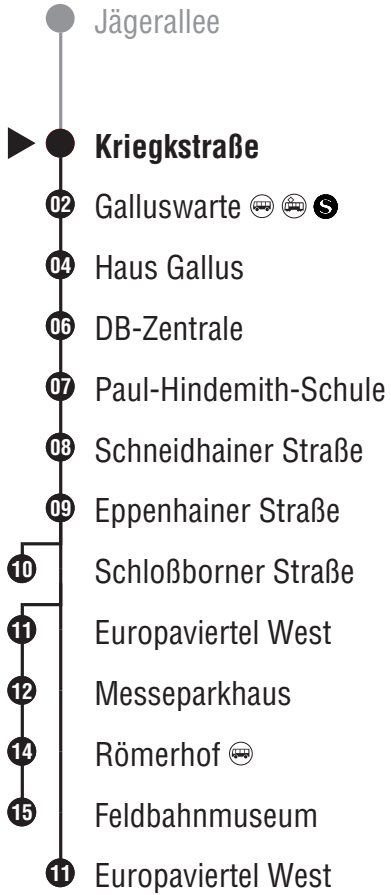 Jägerallee
Kriegkstraße
02 Galluswarte S
04 Haus Gallus
06 DB-Zentrale
07 Paul-Hindemith-Schule
08 Schneidhainer Straße
09 Eppenhainer Straße
10 Schloßborner Straße
11 Europaviertel West
12 Messeparkhaus
14 Römerhof
15 Feldbahnmuseum
11 Europaviertel West